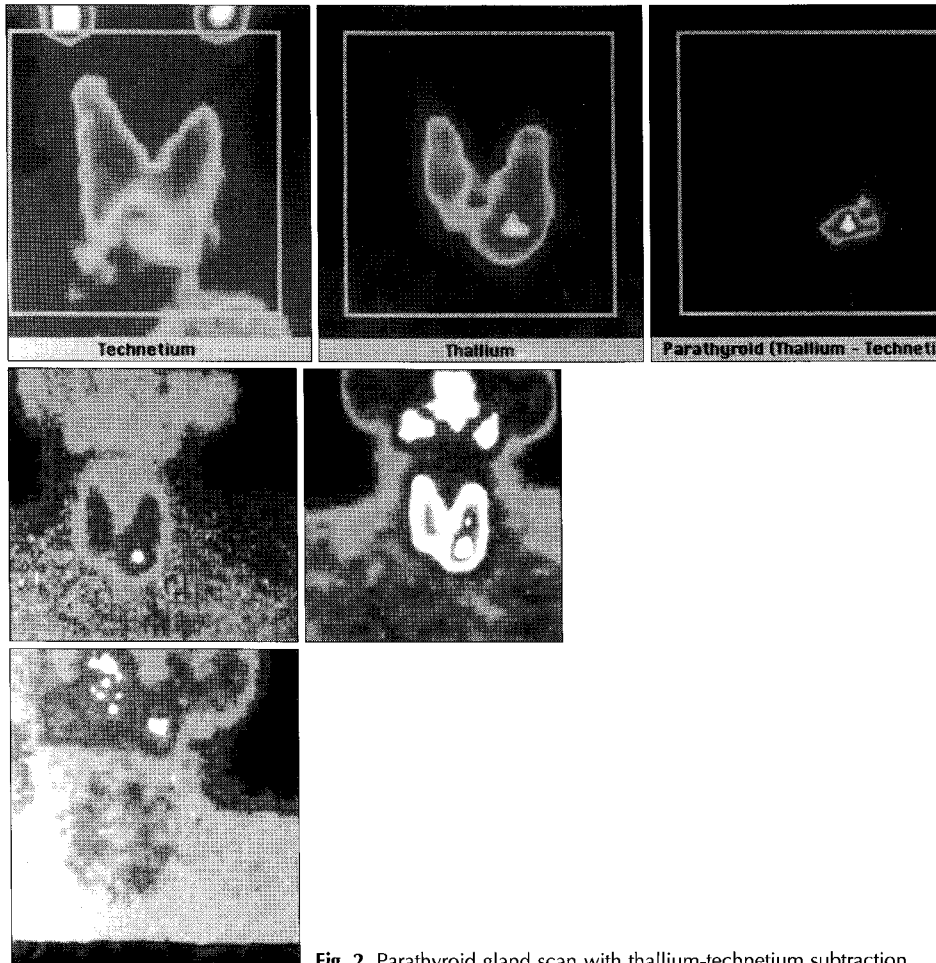 Technetium
Thallium
Parathyroid (Thallium - Techneti
Fig. 2. Parathyroid gland scan with thallium-technetium subtraction